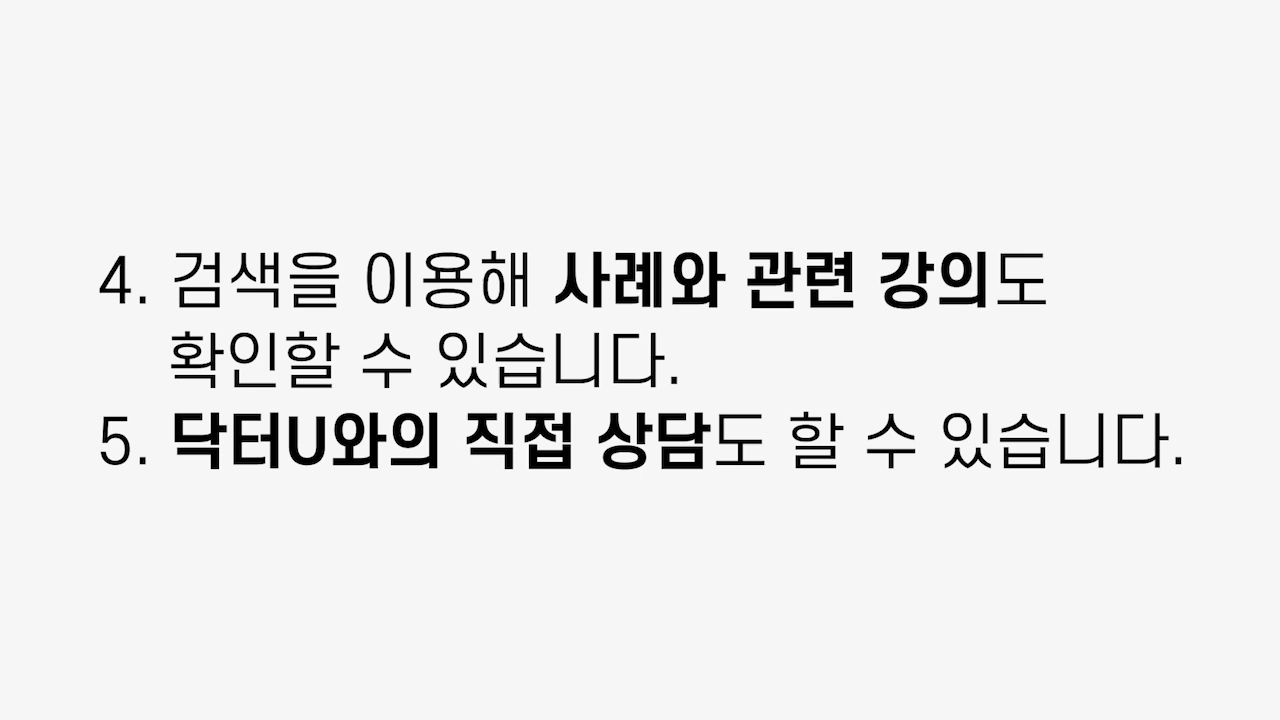 4. 검색을 이용해 사례와 관련 강의도
확인할 수 있습니다.
5. 닥터U와의 직접 상담도 할 수 있습니다.